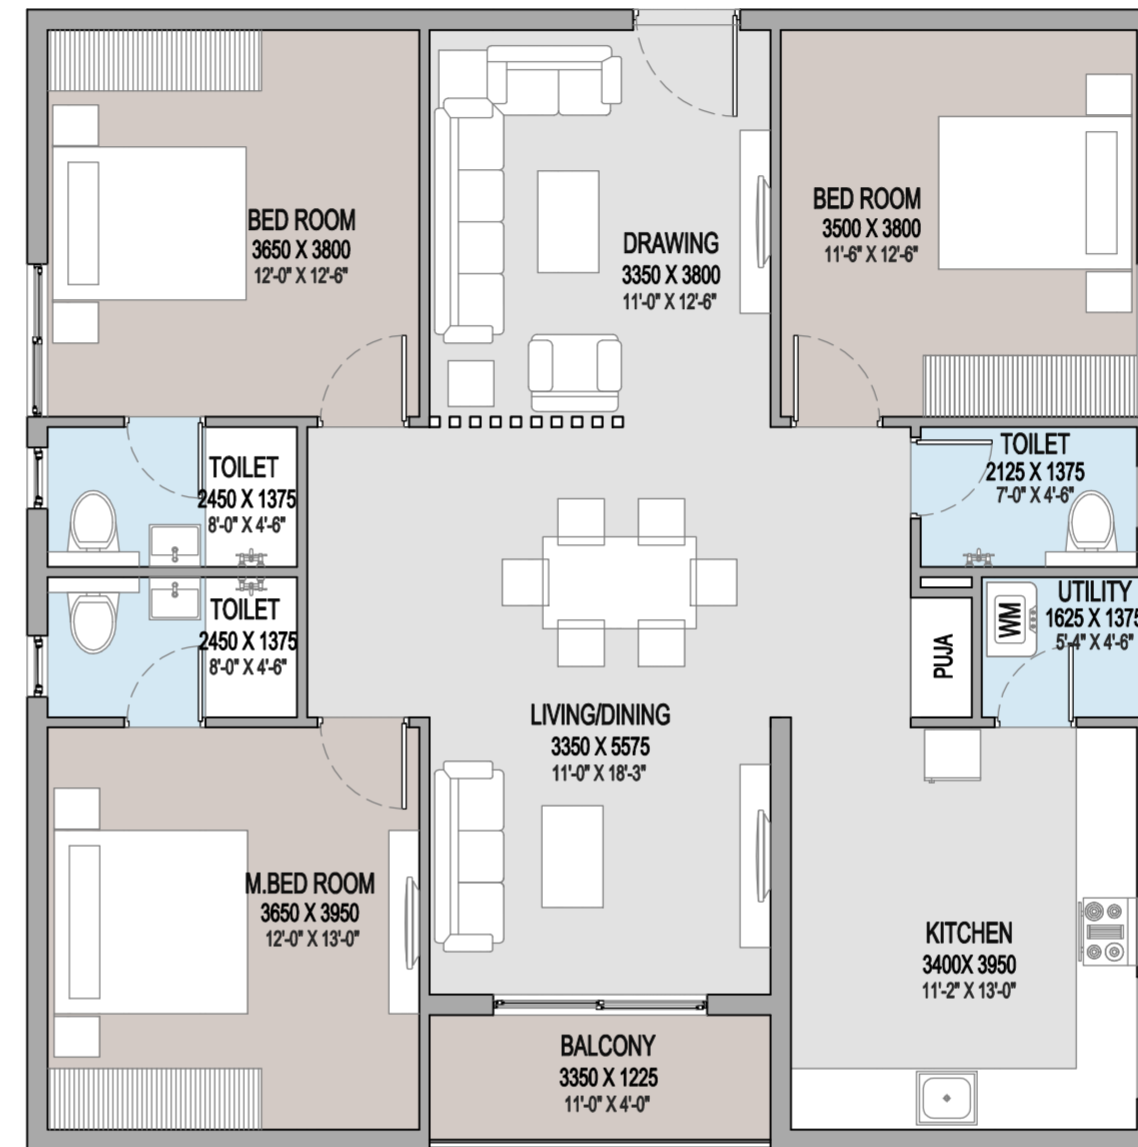 BED ROOM
3650 X 3800
12'-0" X 12'-6"
DRAWING
3350 X 3800
11'-0" X 12'-6"
BED ROOM
3500 X 3800
11'-6" X 12'-6"
TOILET
2450 X 1375
8'-0" X 4'-6"
TOILET
2125 X 1375
7'-0" X 4'-6"
TOILET
2450 X 1375
8'-0" X 4'-6"
PUJA
WM
UTILITY
1625 X 1375
5'-4" X 4'-6"
LIVING/DINING
3350 X 5575
11'-0" X 18'-3"
M.BED ROOM
3650 X 3950
12'-0" X 13'-0"
KITCHEN
3400X 3950
11'-2" X 13'-0"
BALCONY
3350 X 1225
11'-0" X 4'-0"